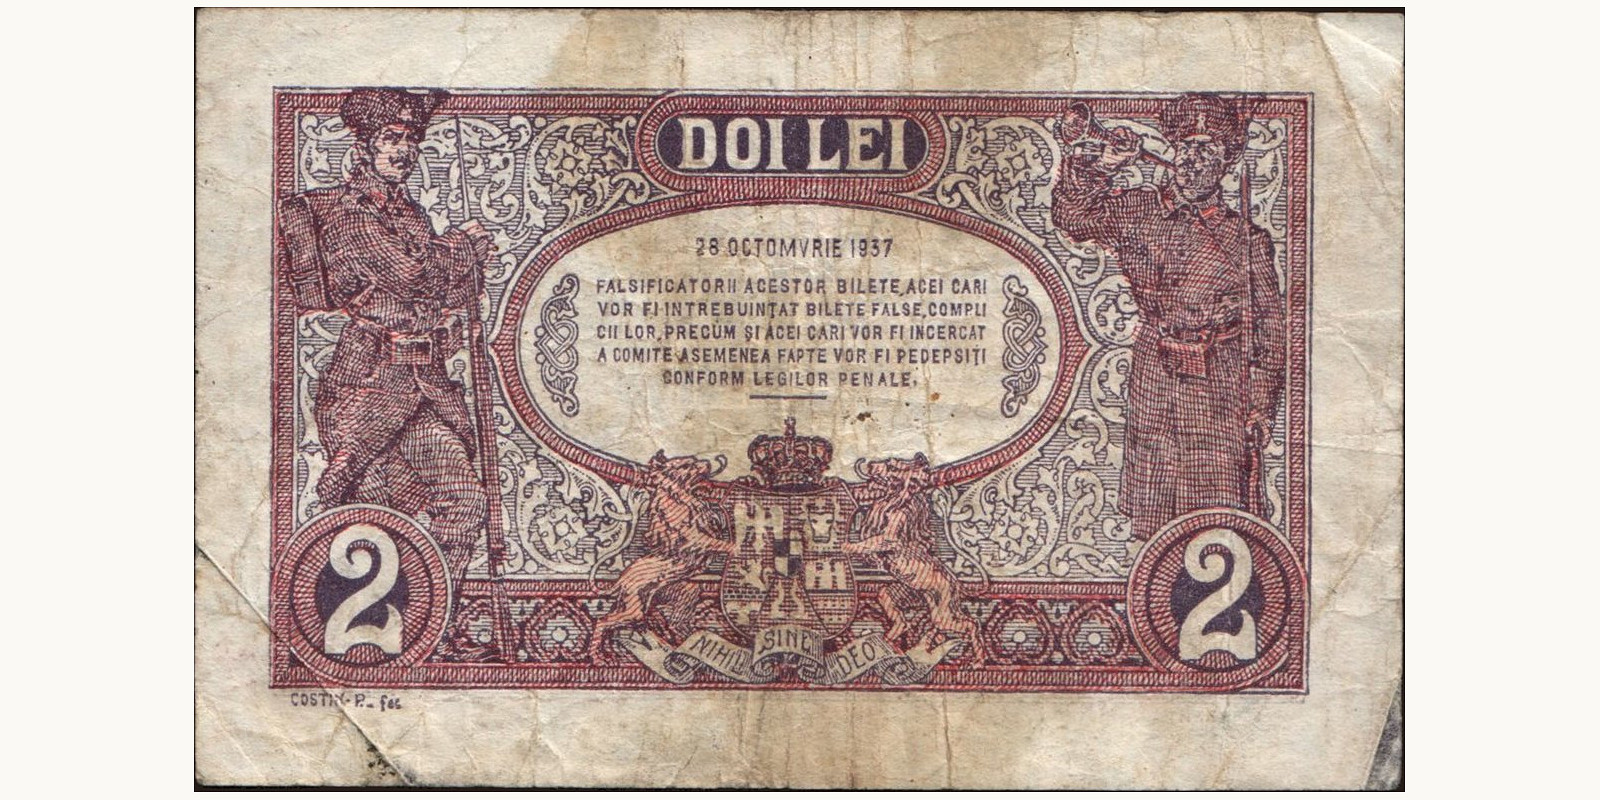 DOI LEI
28 OCTOMVRIE 1937
FALSIFICATORII ACESTOR BILETE, ACEI CARI
VOR FI INTREBUINȚAT BILETE FALSE, COMPLI
CII LOR, PRECUM ȘI ACEI CARI VOR FI INCERCAT
A COMITE ASEMENEA FAPTE VOR FI PEDEPSIȚI
CONFORM LEGILOR PENALE.
2
2
NIHIL SINE DEO
COSTIN-P. fec